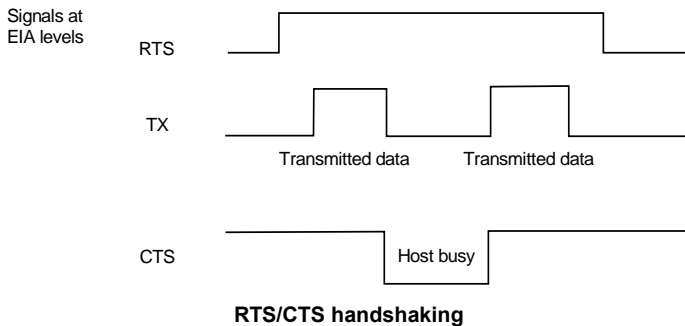 Signals at
EIA levels
RTS
TX
Transmitted data
Transmitted data
CTS
Host busy
RTS/CTS handshaking